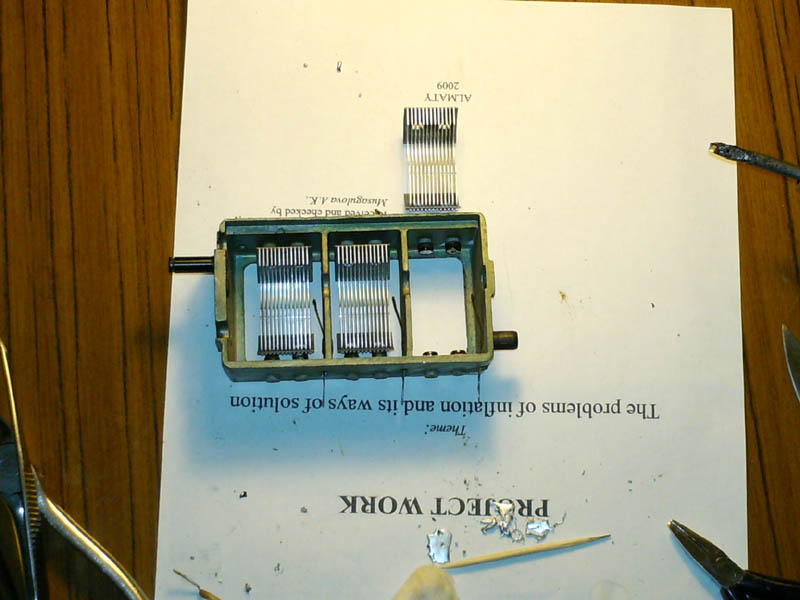 PROJECT WORK
Theme:
The problems of inflation and its ways of solution
Received and checked by
Musagulova A.K.,
ALMATY
2009